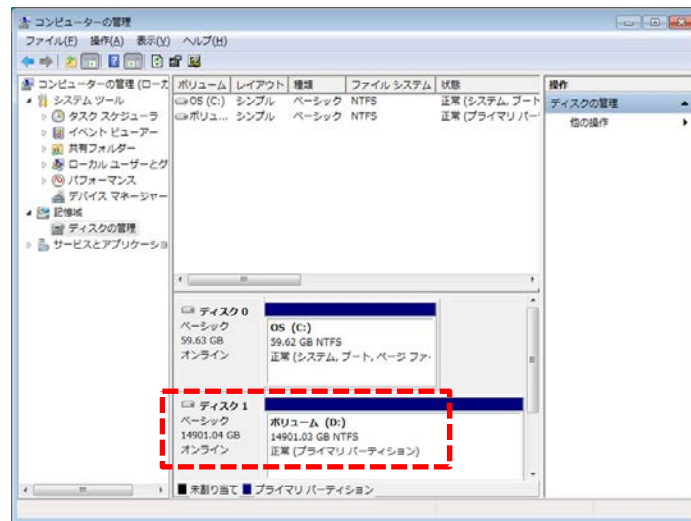 コンピューターの管理
ファイル(F) 操作(A) 表示(V) ヘルプ(H)
コンピューターの管理 (ローカ
システム ツール
タスク スケジューラ
イベント ビューアー
共有フォルダー
ローカル ユーザーとグ
パフォーマンス
デバイス マネージャー
記憶域
ディスクの管理
サービスとアプリケーショ
ボリューム レイアウト 種類 ファイル システム 状態
OS (C:) シンプル ベーシック NTFS 正常 (システム, ブート
ボリュ... シンプル ベーシック NTFS 正常 (プライマリ パー
操作
ディスクの管理
他の操作
ディスク 0
ベーシック
59.63 GB
オンライン
OS (C:)
59.62 GB NTFS
正常 (システム, ブート, ページ ファ
ディスク 1
ベーシック
14901.04 GB
オンライン
ボリューム (D:)
14901.03 GB NTFS
正常 (プライマリ パーティション)
未割り当て プライマリ パーティション